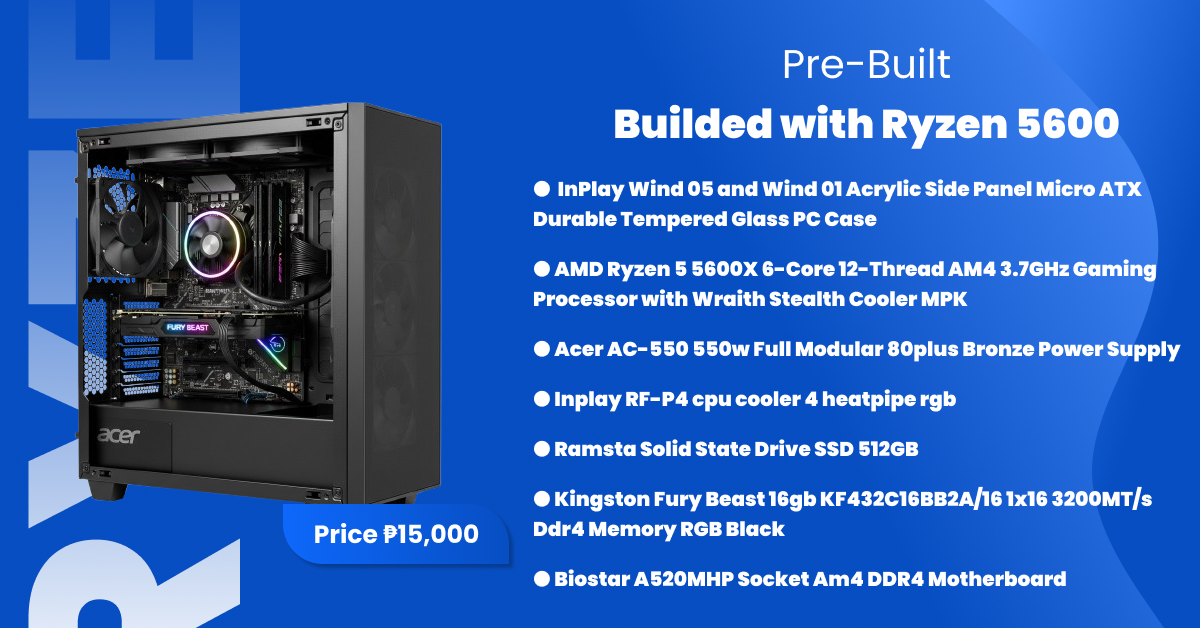 Pre-Built
Builded with Ryzen 5600
● InPlay Wind 05 and Wind 01 Acrylic Side Panel Micro ATX
Durable Tempered Glass PC Case
● AMD Ryzen 5 5600X 6-Core 12-Thread AM4 3.7GHz Gaming
Processor with Wraith Stealth Cooler MPK
● Acer AC-550 550w Full Modular 80plus Bronze Power Supply
● Inplay RF-P4 cpu cooler 4 heatpipe rgb
● Ramsta Solid State Drive SSD 512GB
● Kingston Fury Beast 16gb KF432C16BB2A/16 1x16 3200MT/s
Ddr4 Memory RGB Black
● Biostar A520MHP Socket Am4 DDR4 Motherboard
FURY BEAST
acer
Price ₱15,000